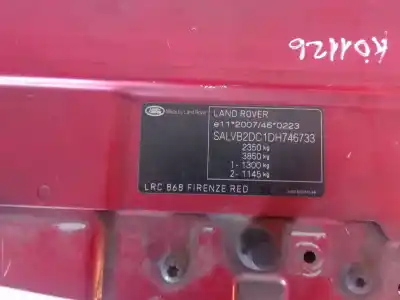 K01126
LAND ROVER
e11*2007/46*0223
SALVB2DC1DH746733
2350 kg
3850 kg
1- 1300 kg
2- 1145 kg
LRC 868 FIRENZE RED